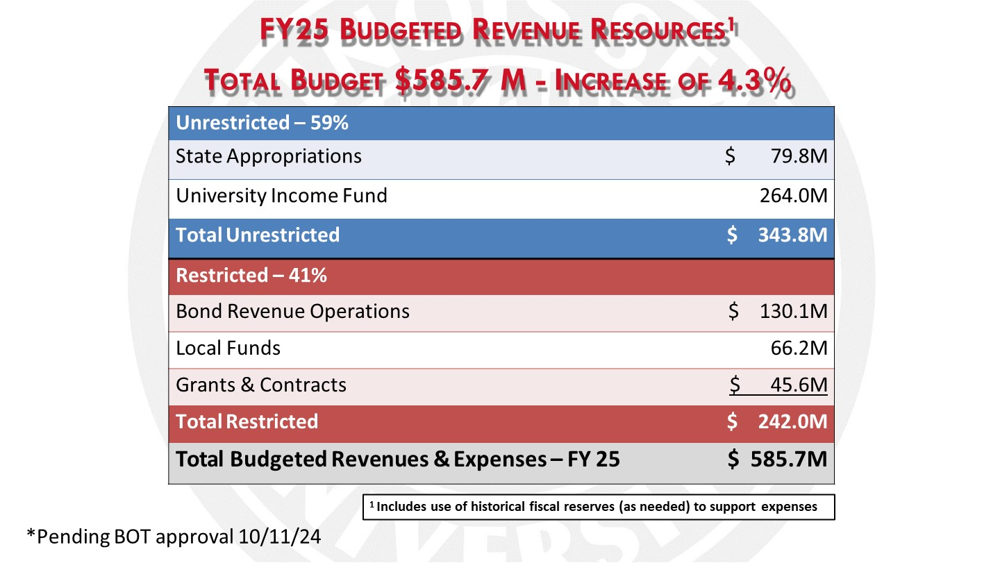 FY25 Budgeted Revenue Resources¹
Total Budget $585.7 M - Increase of 4.3%
Unrestricted – 59%
State Appropriations $ 79.8M
University Income Fund 264.0M
Total Unrestricted $ 343.8M
Restricted – 41%
Bond Revenue Operations $ 130.1M
Local Funds 66.2M
Grants & Contracts $ 45.6M
Total Restricted $ 242.0M
Total Budgeted Revenues & Expenses – FY 25 $ 585.7M
¹ Includes use of historical fiscal reserves (as needed) to support expenses
*Pending BOT approval 10/11/24